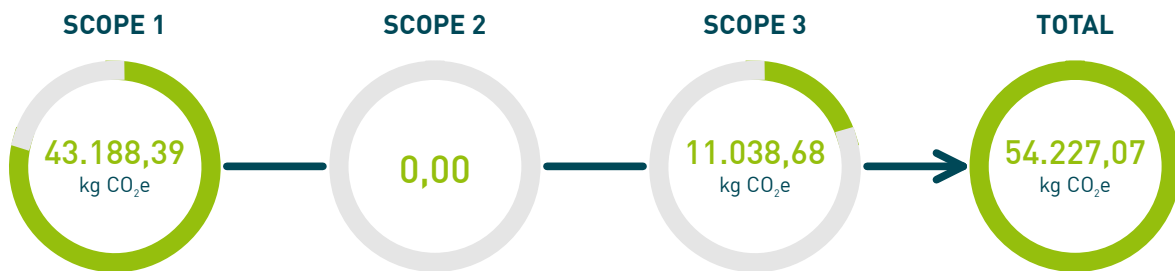 SCOPE 1
43.188,39
kg CO₂e
SCOPE 2
0,00
SCOPE 3
11.038,68
kg CO₂e
TOTAL
54.227,07
kg CO₂e